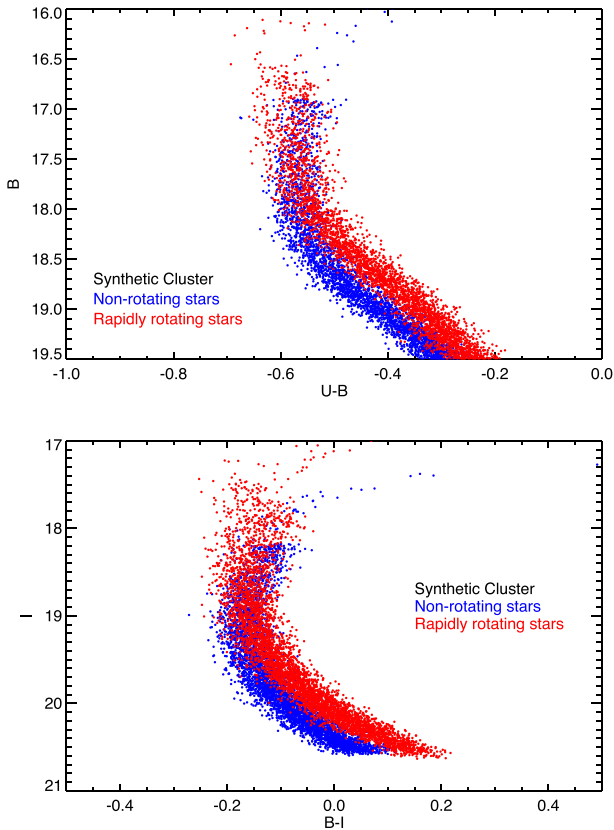 16.0
16.5
17.0
17.5
18.0
18.5
19.0
19.5
B
Synthetic Cluster
Non-rotating stars
Rapidly rotating stars
-1.0 -0.8 -0.6 -0.4 -0.2 0.0
U-B
17
18
19
20
21
I
Synthetic Cluster
Non-rotating stars
Rapidly rotating stars
-0.4 -0.2 0.0 0.2 0.4
B-I